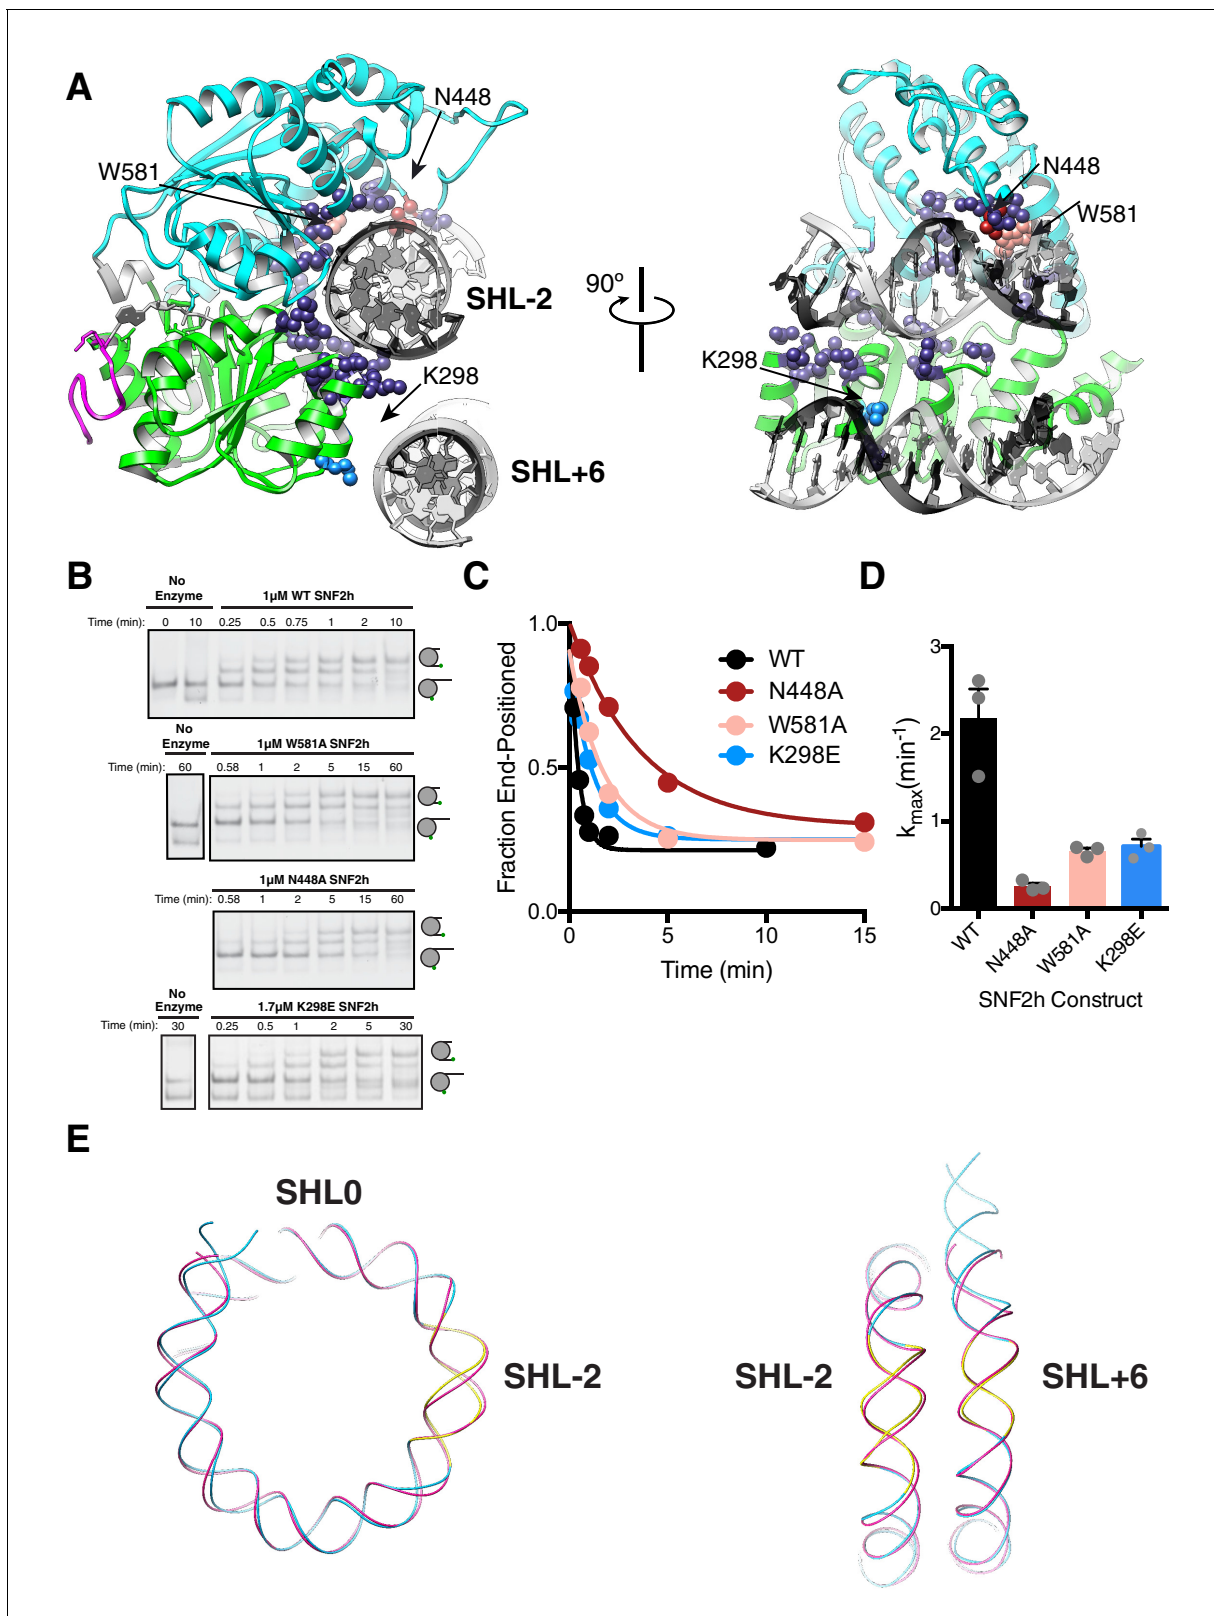 A
N448
W581
SHL-2
K298
SHL+6
90º
N448
W581
K298
B
No
Enzyme
1µM WT SNF2h
Time (min): 0 10 0.25 0.5 0.75 1 2 10
No
Enzyme
1µM W581A SNF2h
Time (min): 60 0.58 1 2 5 15 60
1µM N448A SNF2h
Time (min): 0.58 1 2 5 15 60
No
Enzyme
1.7µM K298E SNF2h
Time (min): 30 0.25 0.5 1 2 5 30
C
Fraction End-Positioned
1.0
0.5
0.0
0 5 10 15
Time (min)
WT
N448A
W581A
K298E
D
kmax(min-1)
3
2
1
0
WT N448A W581A K298E
SNF2h Construct
E
SHL0
SHL-2
SHL-2
SHL+6